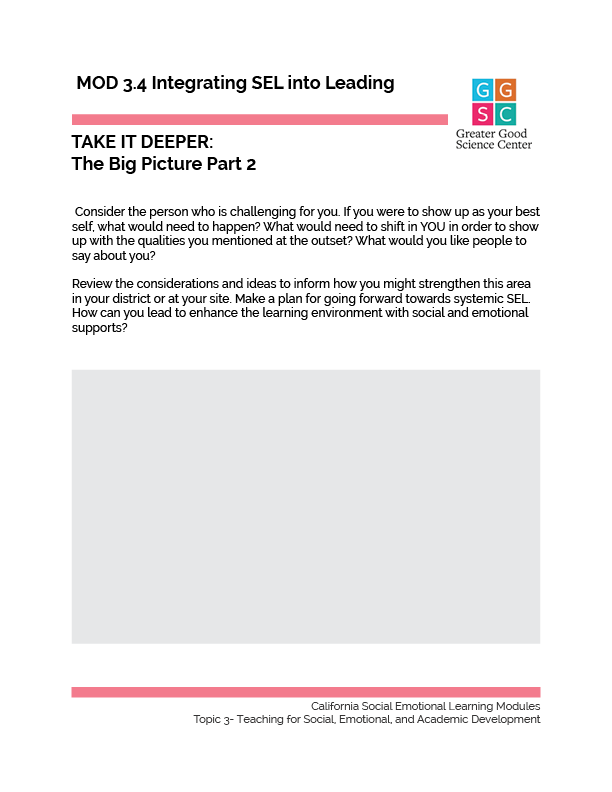 MOD 3.4 Integrating SEL into Leading
G G
S C
Greater Good
Science Center
TAKE IT DEEPER:
The Big Picture Part 2
Consider the person who is challenging for you. If you were to show up as your best
self, what would need to happen? What would need to shift in YOU in order to show
up with the qualities you mentioned at the outset? What would you like people to
say about you?
Review the considerations and ideas to inform how you might strengthen this area
in your district or at your site. Make a plan for going forward towards systemic SEL.
How can you lead to enhance the learning environment with social and emotional
supports?
California Social Emotional Learning Modules
Topic 3- Teaching for Social, Emotional, and Academic Development